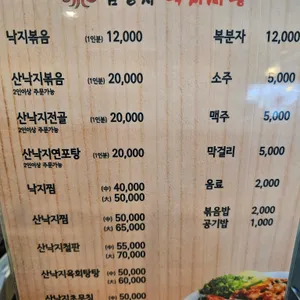 낙지볶음 (1인분) 12,000
산낙지볶음 (1인분) 20,000
2인이상 주문가능
산낙지전골 (1인분) 20,000
2인이상 주문가능
산낙지연포탕 (1인분) 20,000
2인이상 주문가능
낙지찜 (中) 40,000
(大) 50,000
산낙지찜 (中) 50,000
(大) 65,000
산낙지철판 (中) 55,000
(大) 70,000
산낙지육회탕탕 (中) 50,000
(大) 60,000
(中) 50,000
복분자 12,000
소주 5,000
맥주 5,000
막걸리 5,000
음료 2,000
볶음밥 2,000
공기밥 1,000